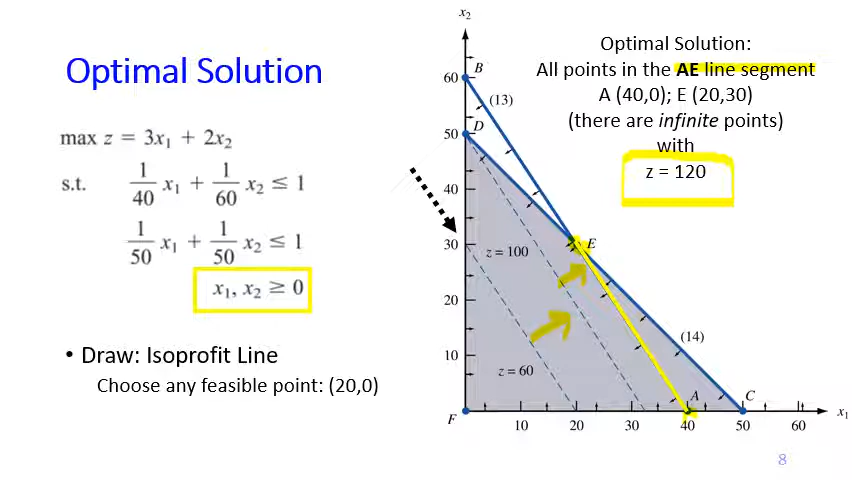 Optimal Solution
max z = 3x₁ + 2x₂
s.t. 1/40 x₁ + 1/60 x₂ ≤ 1
1/50 x₁ + 1/50 x₂ ≤ 1
x₁, x₂ ≥ 0
• Draw: Isoprofit Line
Choose any feasible point: (20,0)
Optimal Solution:
All points in the AE line segment
A (40,0); E (20,30)
(there are infinite points)
with
z = 120
x₂
60 B
(13)
D
50
40
30 E
z = 100
20
(14)
10
z = 60
A C
F x₁
10 20 30 40 50 60
8